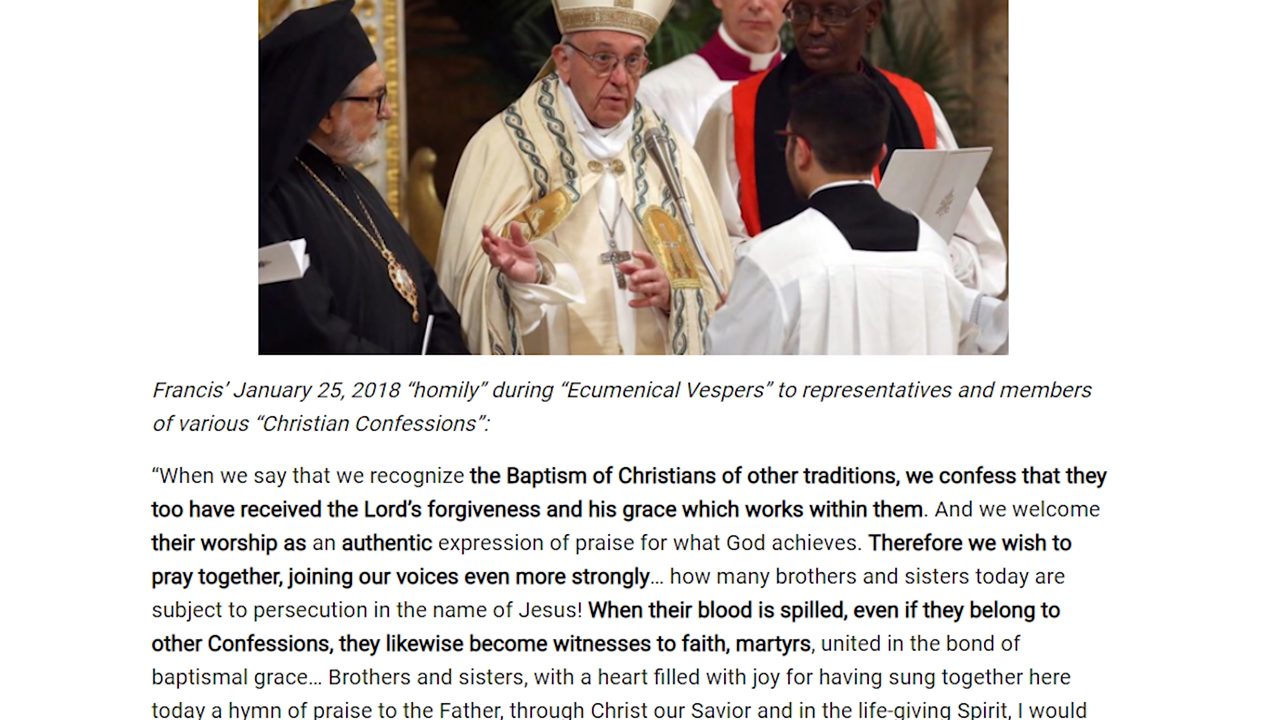 Francis’ January 25, 2018 “homily” during “Ecumenical Vespers” to representatives and members
of various “Christian Confessions”:
“When we say that we recognize the Baptism of Christians of other traditions, we confess that they
too have received the Lord’s forgiveness and his grace which works within them. And we welcome
their worship as an authentic expression of praise for what God achieves. Therefore we wish to
pray together, joining our voices even more strongly… how many brothers and sisters today are
subject to persecution in the name of Jesus! When their blood is spilled, even if they belong to
other Confessions, they likewise become witnesses to faith, martyrs, united in the bond of
baptismal grace… Brothers and sisters, with a heart filled with joy for having sung together here
today a hymn of praise to the Father, through Christ our Savior and in the life-giving Spirit, I would